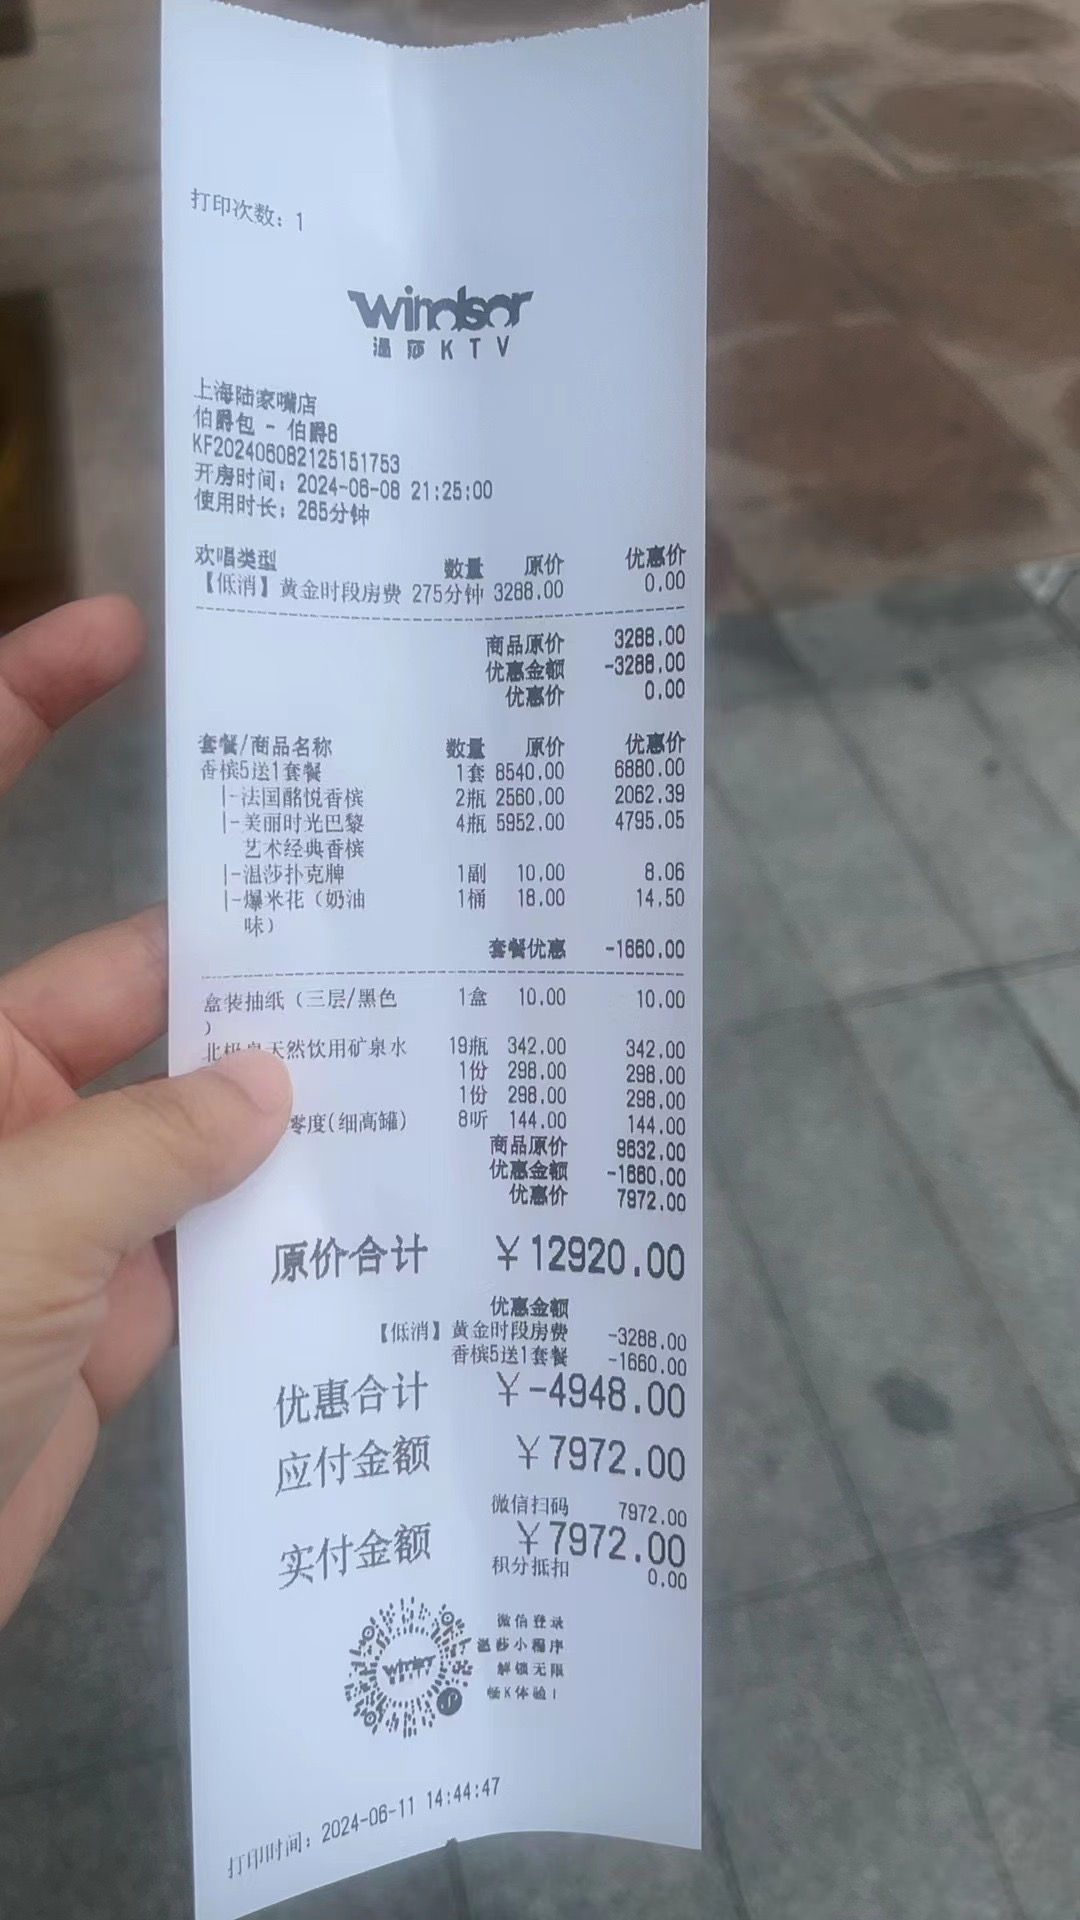 打印次数：1
windsor
温莎KTV
上海陆家嘴店
伯爵包 - 伯爵8
KF202406082125151753
开房时间：2024-06-08 21:25:00
使用时长：265分钟
欢唱类型 数量 原价 优惠价
【低消】黄金时段房费 275分钟 3288.00 0.00
商品原价 3288.00
优惠金额 -3288.00
优惠价 0.00
套餐/商品名称 数量 原价 优惠价
香槟5送1套餐 1套 8540.00 6880.00
|-法国酩悦香槟 2瓶 2560.00 2062.39
|-美丽时光巴黎 4瓶 5952.00 4795.05
艺术经典香槟
|-温莎扑克牌 1副 10.00 8.06
|-爆米花（奶油 1桶 18.00 14.50
味）
套餐优惠 -1660.00
盒装抽纸（三层/黑色 1盒 10.00 10.00
）
天然饮用矿泉水 19瓶 342.00 342.00
1份 298.00 298.00
1份 298.00 298.00
零度(细高罐) 8听 144.00 144.00
商品原价 9632.00
优惠金额 -1660.00
优惠价 7972.00
原价合计 ￥12920.00
优惠金额
【低消】黄金时段房费 -3288.00
香槟5送1套餐 -1660.00
优惠合计 ￥-4948.00
应付金额 ￥7972.00
微信扫码 7972.00
实付金额 ￥7972.00
积分抵扣 0.00
微信登录
温莎小程序
解锁无限
畅K体验！
打印时间：2024-06-11 14:44:47